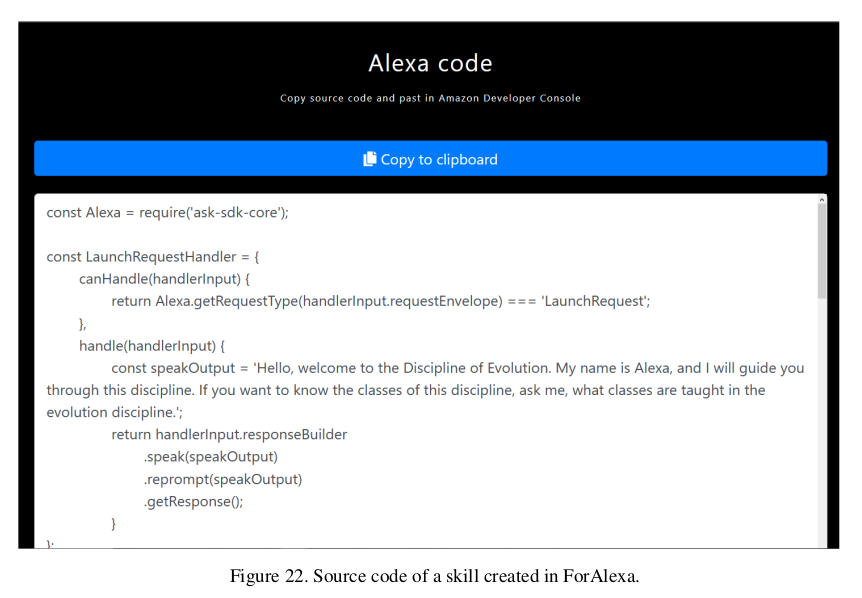 Alexa code
Copy source code and past in Amazon Developer Console
Copy to clipboard
const Alexa = require('ask-sdk-core');
const LaunchRequestHandler = {
canHandle(handlerInput) {
return Alexa.getRequestType(handlerInput.requestEnvelope) === 'LaunchRequest';
},
handle(handlerInput) {
const speakOutput = 'Hello, welcome to the Discipline of Evolution. My name is Alexa, and I will guide you
through this discipline. If you want to know the classes of this discipline, ask me, what classes are taught in the
evolution discipline.';
return handlerInput.responseBuilder
.speak(speakOutput)
.reprompt(speakOutput)
.getResponse();
}
};
Figure 22. Source code of a skill created in ForAlexa.